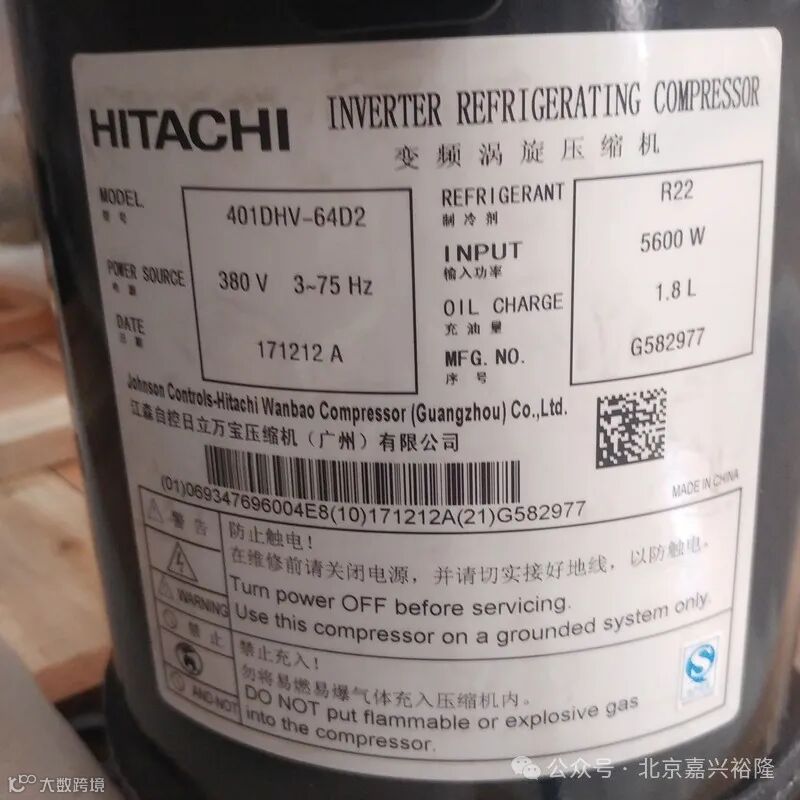 HITACHI
INVERTER REFRIGERATING COMPRESSOR
变频涡旋压缩机
MODEL
型号
401DHV-64D2
POWER SOURCE
电源
380 V 3~75 Hz
DATE
日期
171212 A
REFRIGERANT
制冷剂
R22
INPUT
输入功率
5600 W
OIL CHARGE
充油量
1.8 L
MFG. NO.
序号
G582977
Johnson Controls-Hitachi Wanbao Compressor (Guangzhou) Co.,Ltd.
江森自控日立万宝压缩机（广州）有限公司
(01)069347696004E8(10)171212A(21)G582977
MADE IN CHINA
警告
WARNING
防止触电！
在维修前请关闭电源，并请切实接好地线，以防触电。
Turn power OFF before servicing.
Use this compressor on a grounded system only.
禁止
AND-NOT
禁止充入！
勿将易燃易爆气体充入压缩机内。
DO NOT put flammable or explosive gas
into the compressor.
大数跨境
公众号·北京嘉兴裕隆